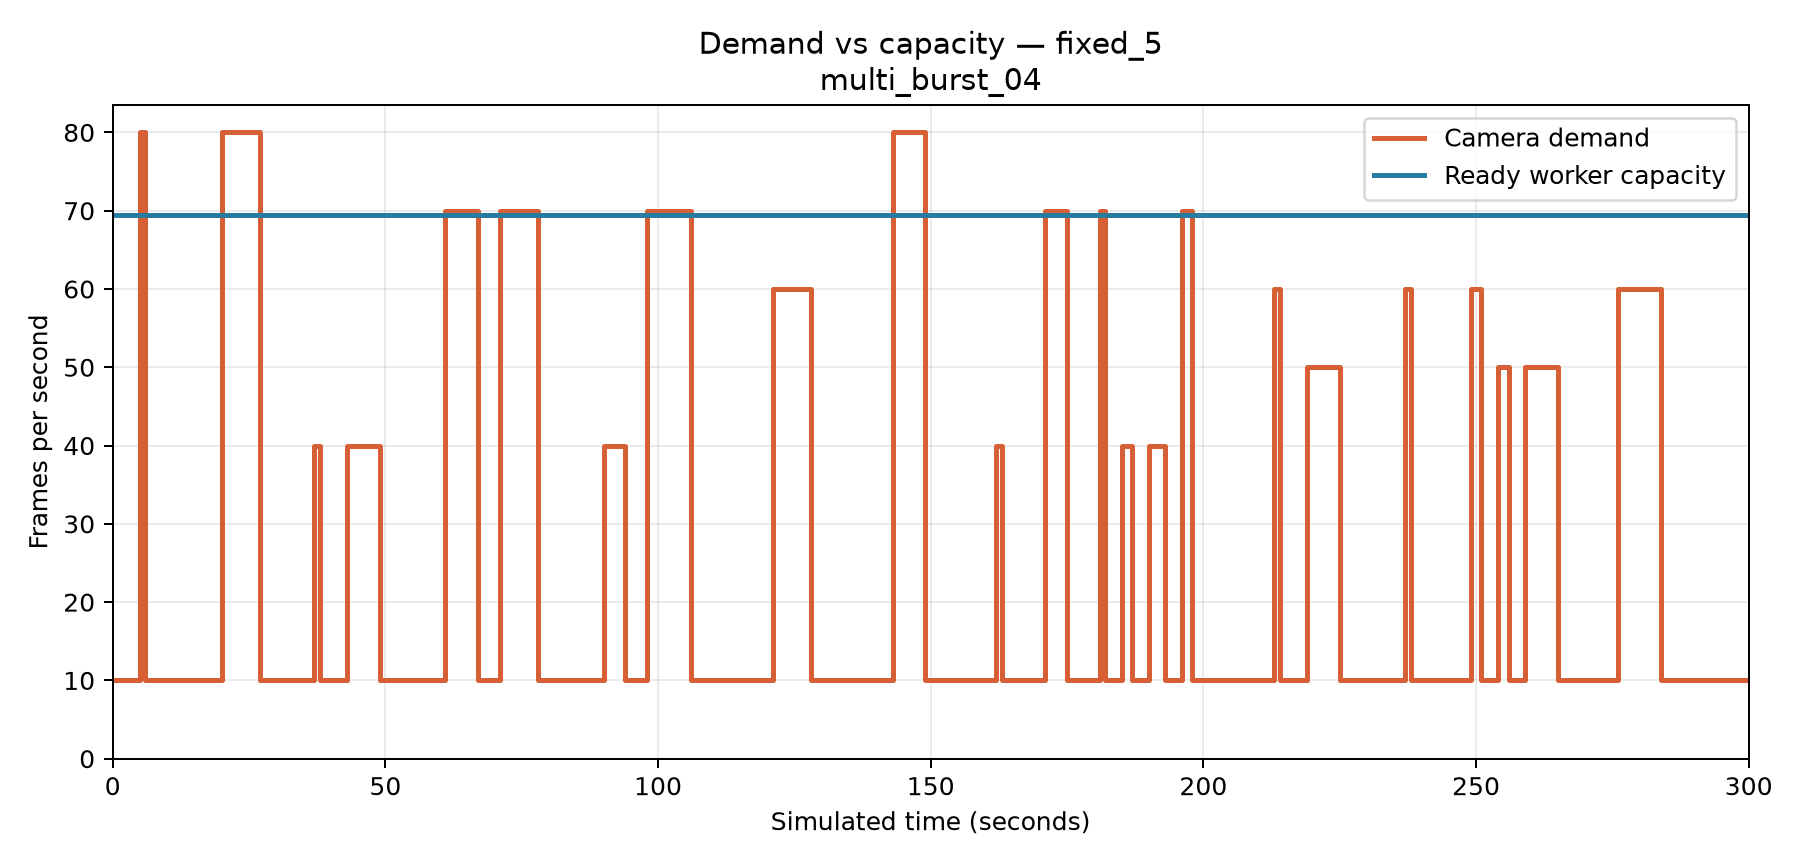 Demand vs capacity — fixed_5
multi_burst_04
Camera demand
Ready worker capacity
Frames per second
80
70
60
50
40
30
20
10
0
0 50 100 150 200 250 300
Simulated time (seconds)